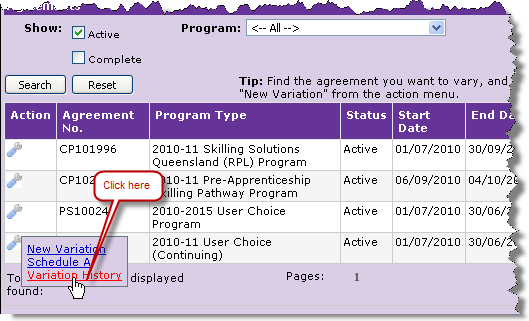 Show: Active Program: <-- All -->
Complete
Search Reset Tip: Find the agreement you want to vary, and
"New Variation" from the action menu.
Action Agreement No. Program Type Status Start Date End Da
CP101996 2010-11 Skilling Solutions Active 01/07/2010 30/09/2
Queensland (RPL) Program
CP102 2010-11 Pre-Apprenticeship Active 06/09/2010 04/10/2
Skilling Pathway Program
Click here
PS10024 2010-2015 User Choice Active 01/07/2010 30/06/2
Program
2010-11 User Choice Active 01/07/2010 30/06/2
(Continuing)
New Variation
Schedule A
Variation History
To displayed Pages: 1
found: